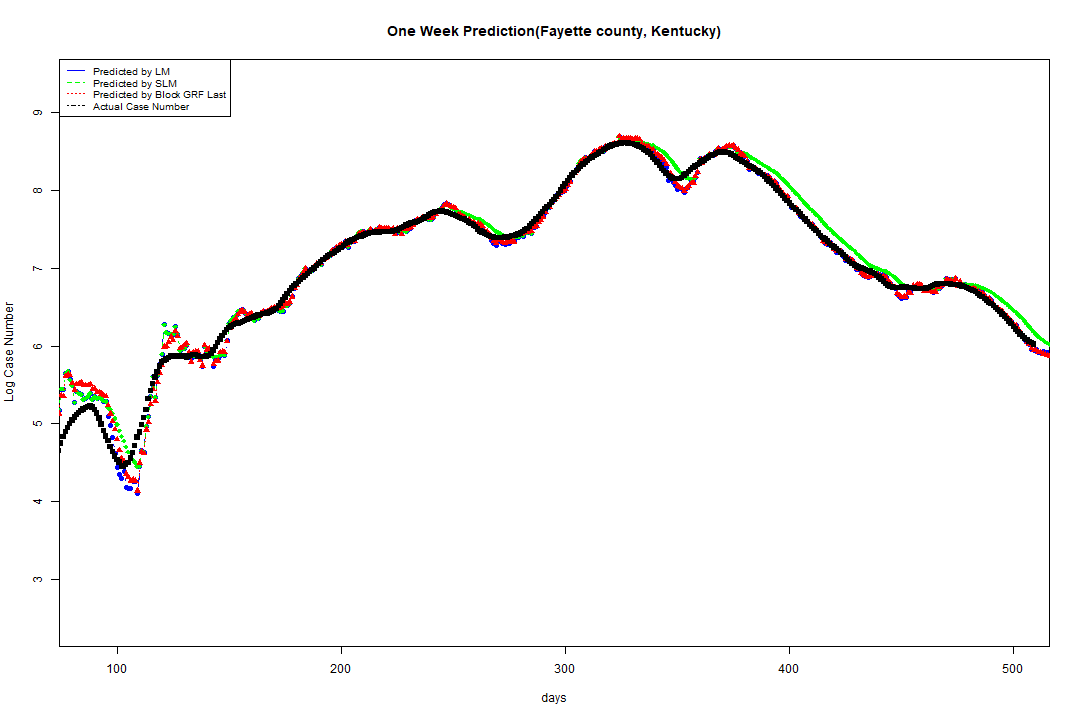 One Week Prediction(Fayette county, Kentucky)
Predicted by LM
Predicted by SLM
Predicted by Block GRF Last
Actual Case Number
9
8
7
6
5
4
3
Log Case Number
100 200 300 400 500
days